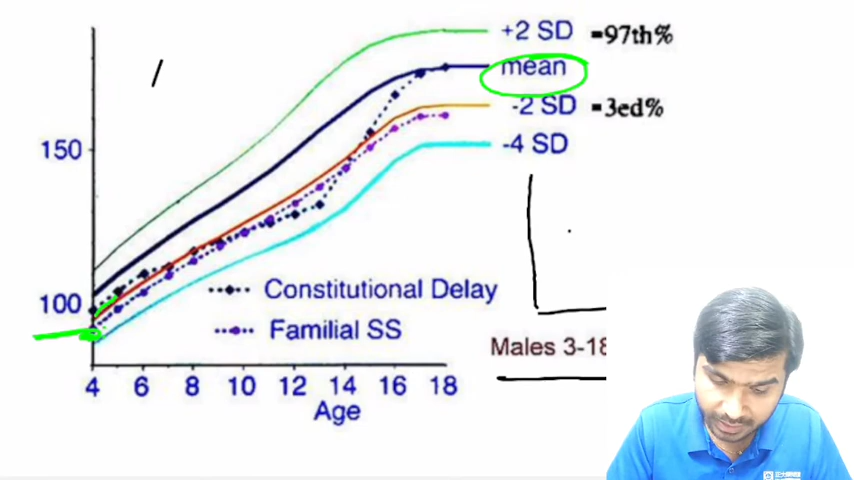 +2 SD =97th%
mean
-2 SD =3ed%
-4 SD
150
100
Constitutional Delay
Familial SS
Males 3-18
4 6 8 10 12 14 16 18
Age